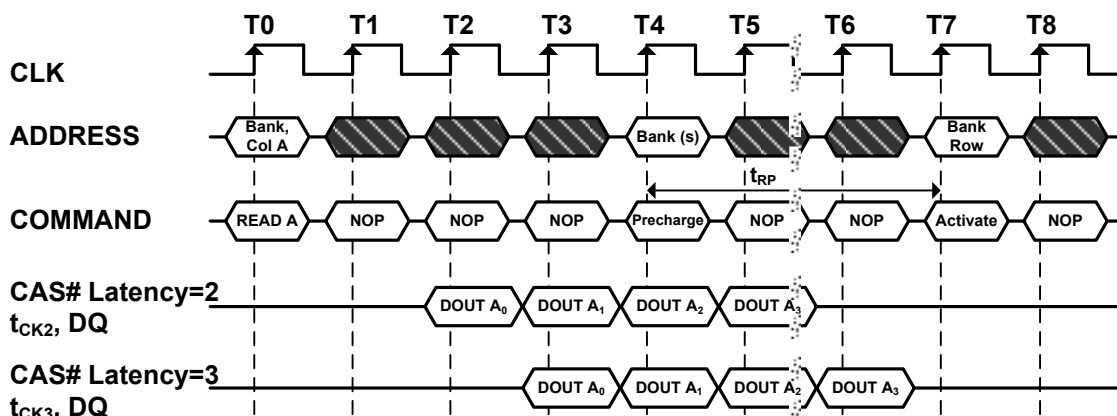 T0 T1 T2 T3 T4 T5 T6 T7 T8
CLK
ADDRESS Bank, Col A Bank (s) Bank Row
tRP
COMMAND READ A NOP NOP NOP Precharge NOP NOP Activate NOP
CAS# Latency=2
tCK2, DQ DOUT A0 DOUT A1 DOUT A2 DOUT A3
CAS# Latency=3
tCK3, DQ DOUT A0 DOUT A1 DOUT A2 DOUT A3